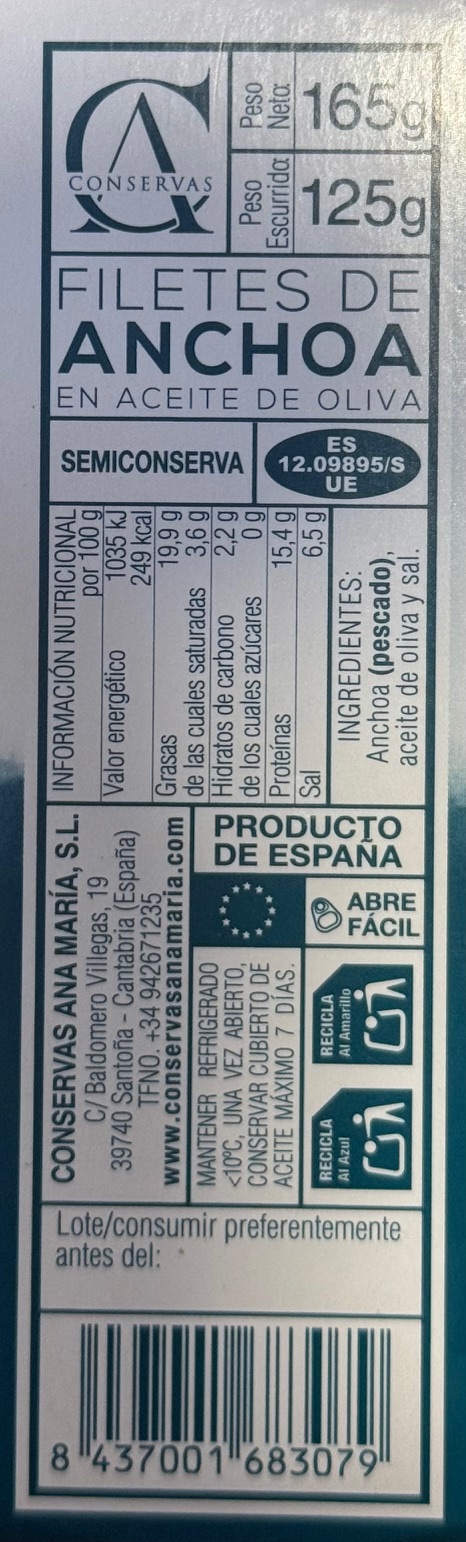 CA
CONSERVAS
Peso
Neto:
165g
Peso
Escurrido:
125g
FILETES DE
ANCHOA
EN ACEITE DE OLIVA
SEMICONSERVA
ES
12.09895/S
UE
INFORMACIÓN NUTRICIONAL
por 100 g
Valor energético 1035 kJ
249 kcal
Grasas 19,9 g
de las cuales saturadas 3,6 g
Hidratos de carbono 2,2 g
de los cuales azúcares 0 g
Proteínas 15,4 g
Sal 6,5 g
INGREDIENTES:
Anchoa (pescado),
aceite de oliva y sal.
CONSERVAS ANA MARÍA, S.L.
C/ Baldomero Villegas, 19
39740 Santoña - Cantabria (España)
TFNO. +34 942671235
www.conservasanamaria.com
PRODUCTO
DE ESPAÑA
ABRE
FÁCIL
MANTENER REFRIGERADO
<10ºC, UNA VEZ ABIERTO,
CONSERVAR CUBIERTO DE
ACEITE MÁXIMO 7 DÍAS.
RECICLA
Al Amarillo
RECICLA
Al Azul
Lote/consumir preferentemente
antes del:
8 437001 683079